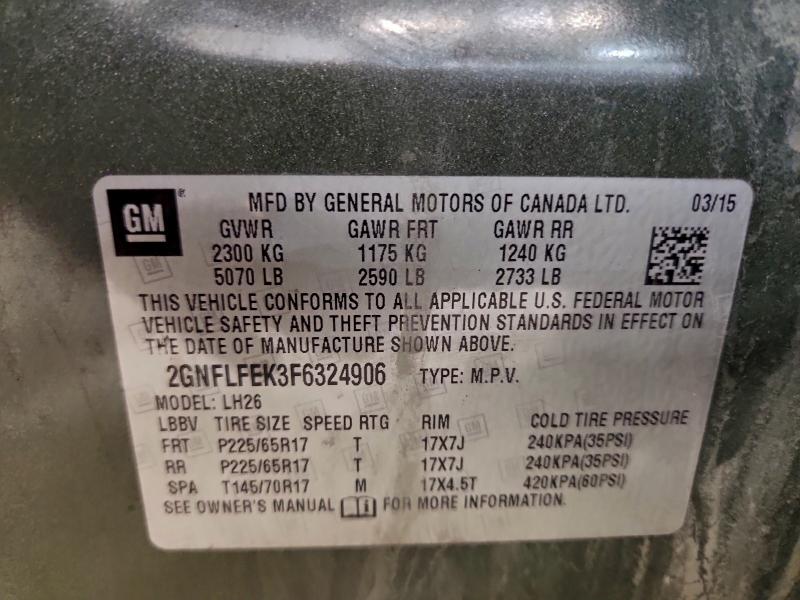 GM ® MFD BY GENERAL MOTORS OF CANADA LTD. 03/15
GVWR GAWR FRT GAWR RR
2300 KG 1175 KG 1240 KG
5070 LB 2590 LB 2733 LB
THIS VEHICLE CONFORMS TO ALL APPLICABLE U.S. FEDERAL MOTOR
VEHICLE SAFETY AND THEFT PREVENTION STANDARDS IN EFFECT ON
THE DATE OF MANUFACTURE SHOWN ABOVE.
2GNFLFEK3F6324906 TYPE: M.P.V.
MODEL: LH26
LBBV TIRE SIZE SPEED RTG RIM COLD TIRE PRESSURE
FRT P225/65R17 T 17X7J 240KPA(35PSI)
RR P225/65R17 T 17X7J 240KPA(35PSI)
SPA T145/70R17 M 17X4.5T 420KPA(60PSI)
SEE OWNER'S MANUAL FOR MORE INFORMATION.